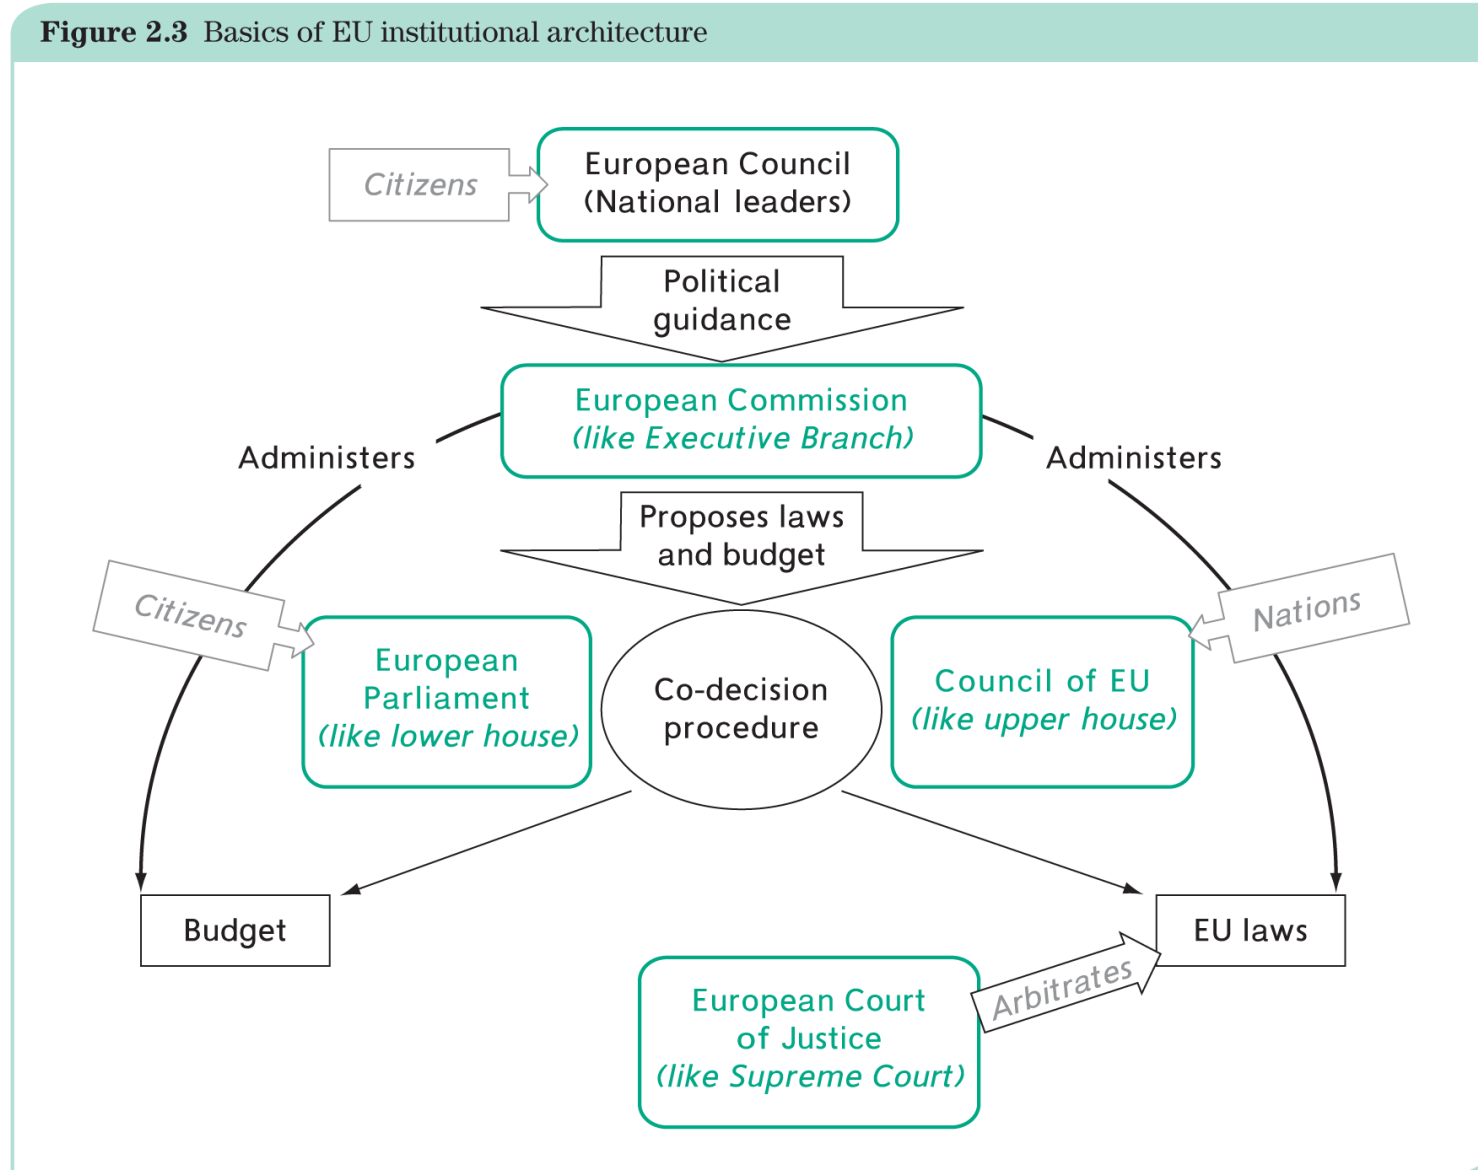 Figure 2.3 Basics of EU institutional architecture
Citizens
European Council
(National leaders)
Political
guidance
European Commission
(like Executive Branch)
Administers
Administers
Proposes laws
and budget
Citizens
Nations
European
Parliament
(like lower house)
Co-decision
procedure
Council of EU
(like upper house)
Budget
EU laws
Arbitrates
European Court
of Justice
(like Supreme Court)